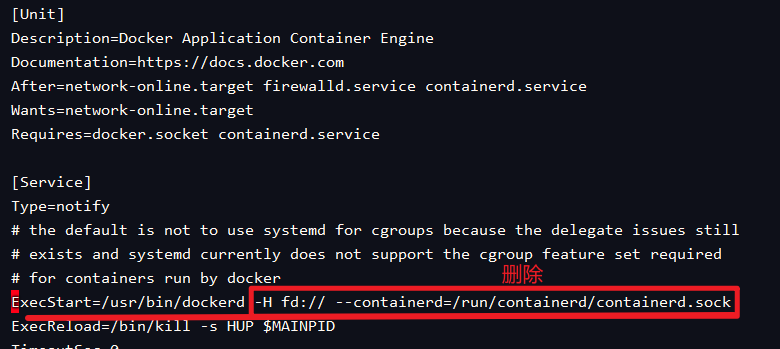 [Unit]
Description=Docker Application Container Engine
Documentation=https://docs.docker.com
After=network-online.target firewalld.service containerd.service
Wants=network-online.target
Requires=docker.socket containerd.service
[Service]
Type=notify
# the default is not to use systemd for cgroups because the delegate issues still
# exists and systemd currently does not support the cgroup feature set required
# for containers run by docker
删除
ExecStart=/usr/bin/dockerd -H fd:// --containerd=/run/containerd/containerd.sock
ExecReload=/bin/kill -s HUP $MAINPID